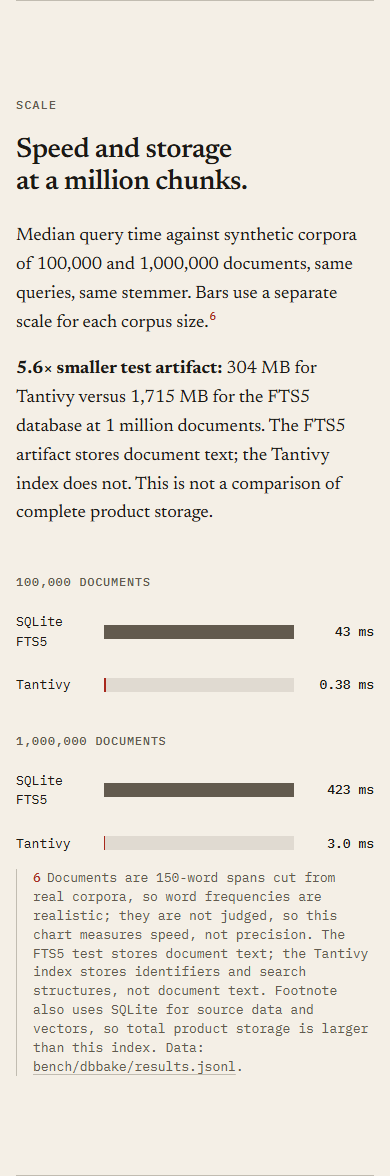 SCALE
Speed and storage
at a million chunks.
Median query time against synthetic corpora
of 100,000 and 1,000,000 documents, same
queries, same stemmer. Bars use a separate
scale for each corpus size.6
5.6× smaller test artifact: 304 MB for
Tantivy versus 1,715 MB for the FTS5
database at 1 million documents. The FTS5
artifact stores document text; the Tantivy
index does not. This is not a comparison of
complete product storage.
100,000 DOCUMENTS
SQLite
FTS5
43 ms
Tantivy
0.38 ms
1,000,000 DOCUMENTS
SQLite
FTS5
423 ms
Tantivy
3.0 ms
6 Documents are 150-word spans cut from
real corpora, so word frequencies are
realistic; they are not judged, so this
chart measures speed, not precision. The
FTS5 test stores document text; the Tantivy
index stores identifiers and search
structures, not document text. Footnote
also uses SQLite for source data and
vectors, so total product storage is larger
than this index. Data:
bench/dbbake/results.jsonl.